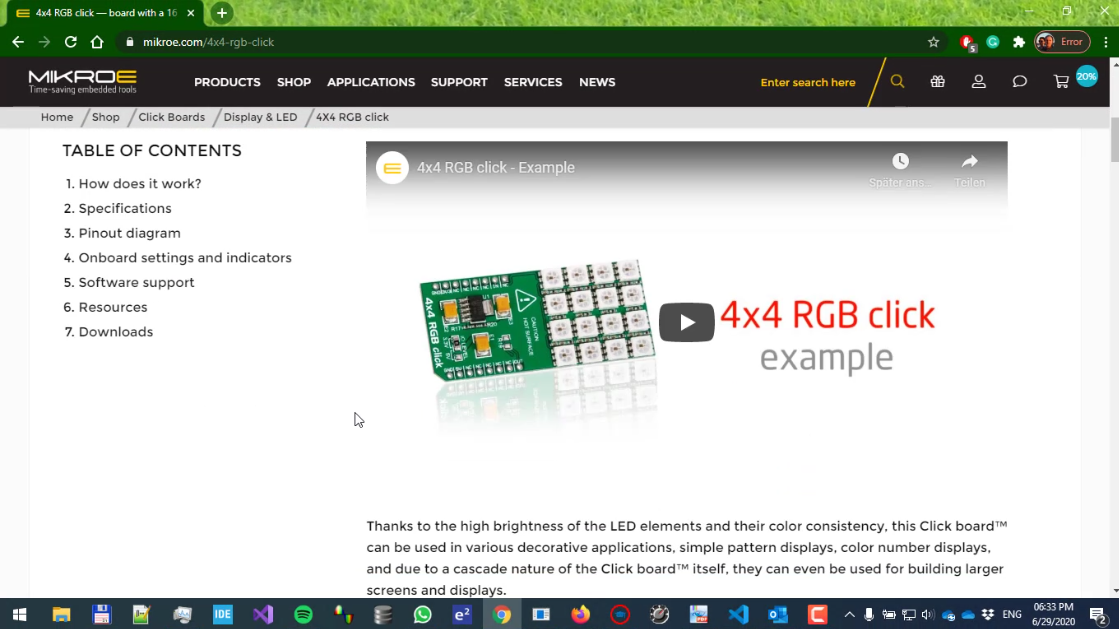 4x4 RGB click — board with a 16
mikroe.com/4x4-rgb-click
5
Error
MIKROE
Time-saving embedded tools
PRODUCTS SHOP APPLICATIONS SUPPORT SERVICES NEWS
Enter search here
20%
Home Shop Click Boards Display & LED 4X4 RGB click
TABLE OF CONTENTS
1. How does it work?
2. Specifications
3. Pinout diagram
4. Onboard settings and indicators
5. Software support
6. Resources
7. Downloads
4x4 RGB click - Example
Später ans...
Teilen
4x4 RGB click
CAUTION
HOT SURFACE
4x4 RGB click
example
Thanks to the high brightness of the LED elements and their color consistency, this Click board™
can be used in various decorative applications, simple pattern displays, color number displays,
and due to a cascade nature of the Click board™ itself, they can even be used for building larger
screens and displays.
IDE
e²
ENG
06:33 PM
6/29/2020
2